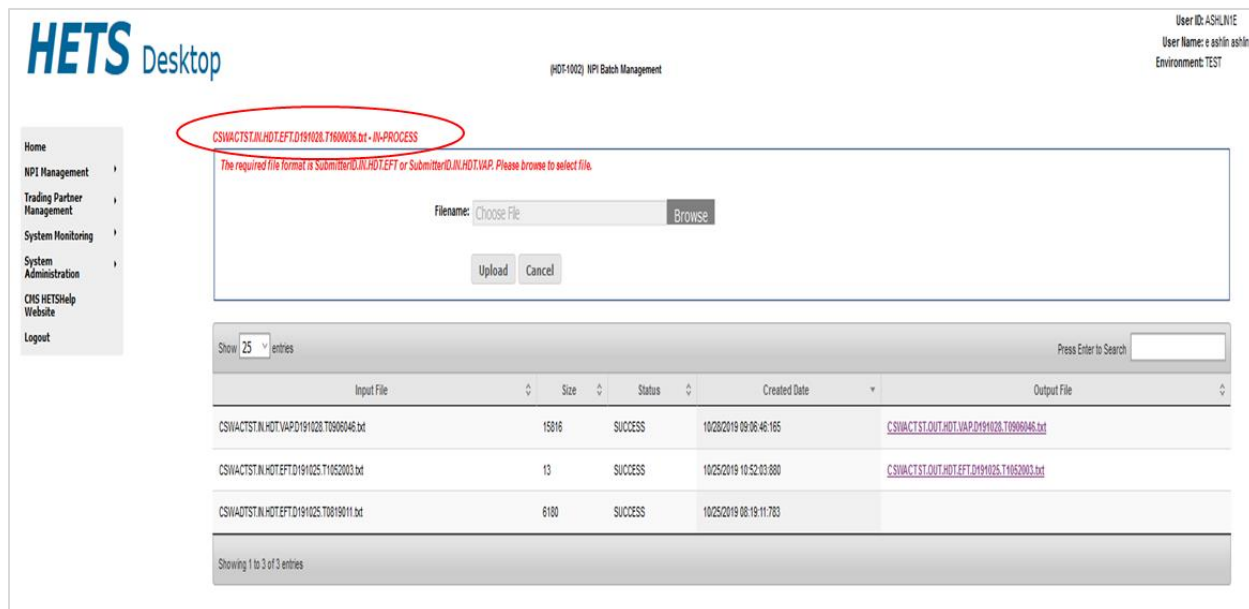 User ID: ASHLIN1E
User Name: e ashlin ashlin
Environment: TEST
HETS Desktop
(HDT-1002) NPI Batch Management
CSWACTST.IN.HDT.EFT.D191028.T1600036.txt - IN-PROCESS
The required file format is SubmitterID.IN.HDT.EFT or SubmitterID.IN.HDT.VAP. Please browse to select file.
Home
NPI Management
Trading Partner
Management
System Monitoring
System
Administration
CMS HETSHelp
Website
Logout
Filename: Choose File Browse
Upload Cancel
Show 25 entries Press Enter to Search
Input File Size Status Created Date Output File
CSWACTST.IN.HDT.VAP.D191028.T0906046.txt 15816 SUCCESS 10/28/2019 09:06:46:165 CSWACTST.OUT.HDT.VAP.D191028.T0906046.txt
CSWACTST.IN.HDT.EFT.D191025.T1052003.txt 13 SUCCESS 10/25/2019 10:52:03:880 CSWACTST.OUT.HDT.EFT.D191025.T1052003.txt
CSWADTST.IN.HDT.EFT.D191025.T0819011.txt 6180 SUCCESS 10/25/2019 08:19:11:783
Showing 1 to 3 of 3 entries